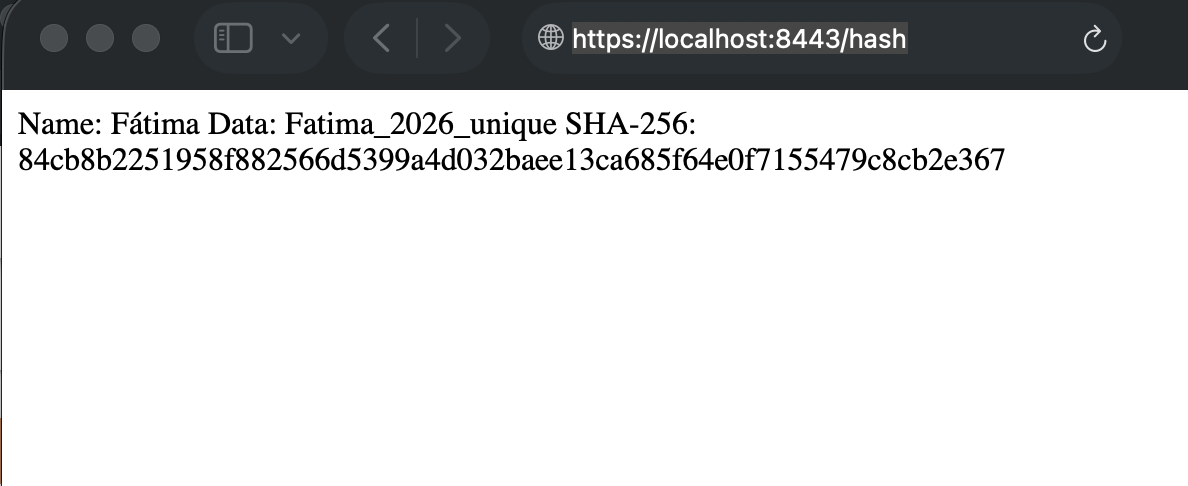 https://localhost:8443/hash
Name: Fátima Data: Fatima_2026_unique SHA-256:
84cb8b2251958f882566d5399a4d032baee13ca685f64e0f7155479c8cb2e367